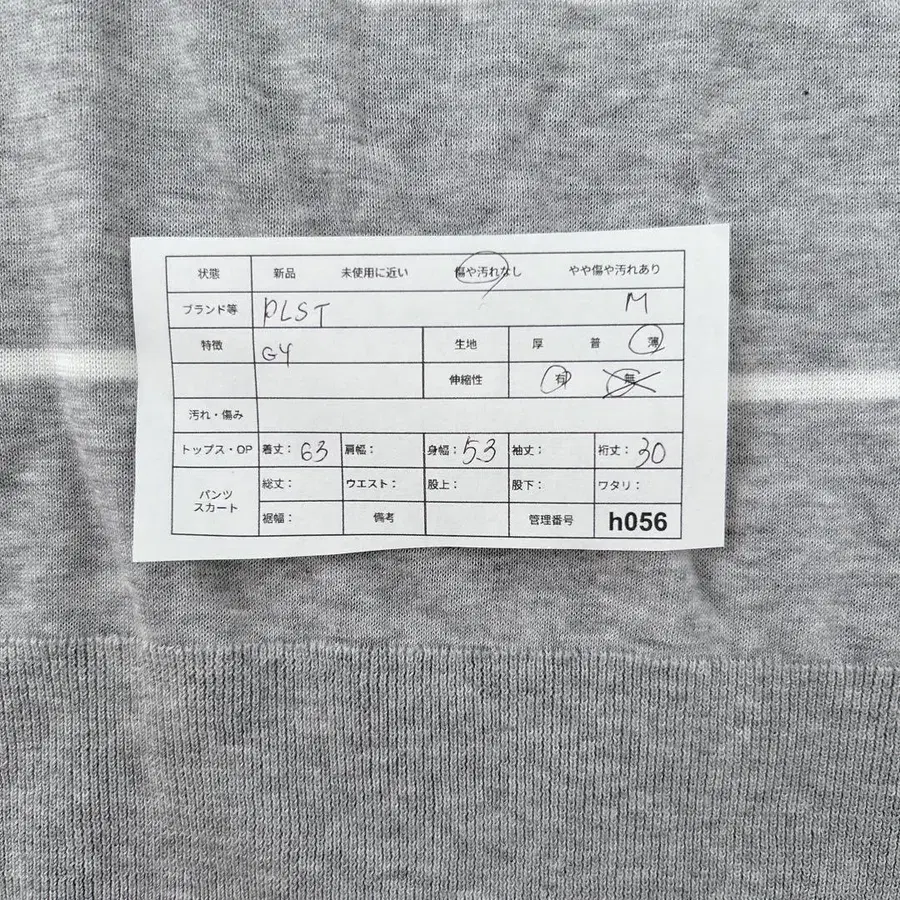 状態 新品 未使用に近い 傷や汚れなし やや傷や汚れあり
ブランド等 PLST M
特徴 GY 生地 厚 普 薄
伸縮性 有 無
汚れ・傷み
トップス・OP 着丈：63 肩幅： 身幅：53 袖丈： 裄丈：30
パンツ スカート 総丈： ウエスト： 股上： 股下： ワタリ：
裾幅： 備考 管理番号 h056